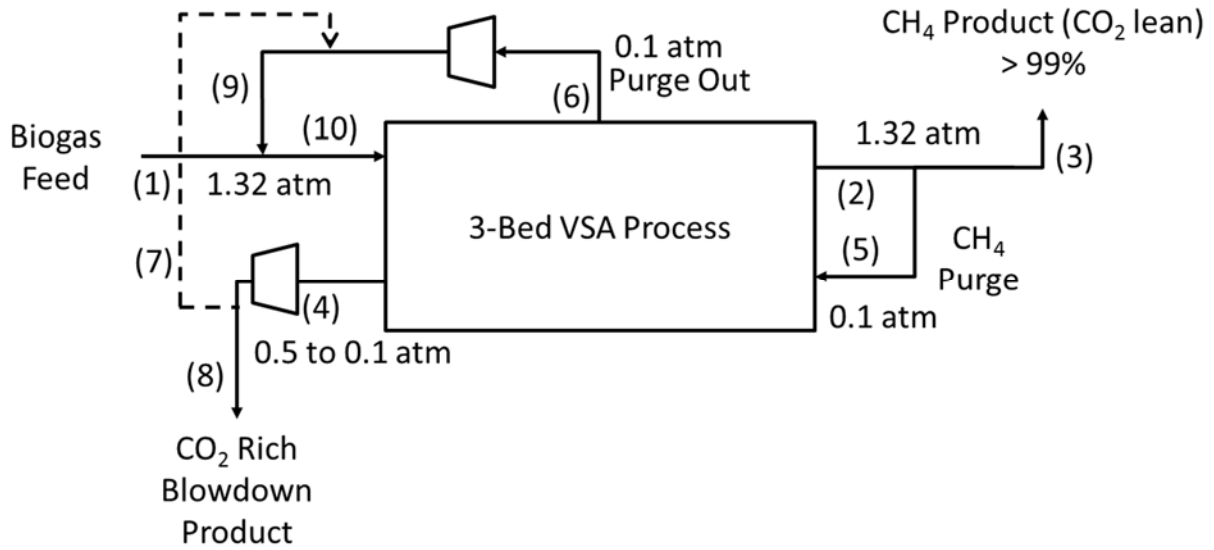 CH₄ Product (CO₂ lean)
> 99%
0.1 atm
Purge Out
(9)
(6)
(10)
Biogas
Feed
(1)
1.32 atm
1.32 atm
(3)
(2)
3-Bed VSA Process
(7)
(5)
CH₄
Purge
(4)
0.1 atm
0.5 to 0.1 atm
(8)
CO₂ Rich
Blowdown
Product